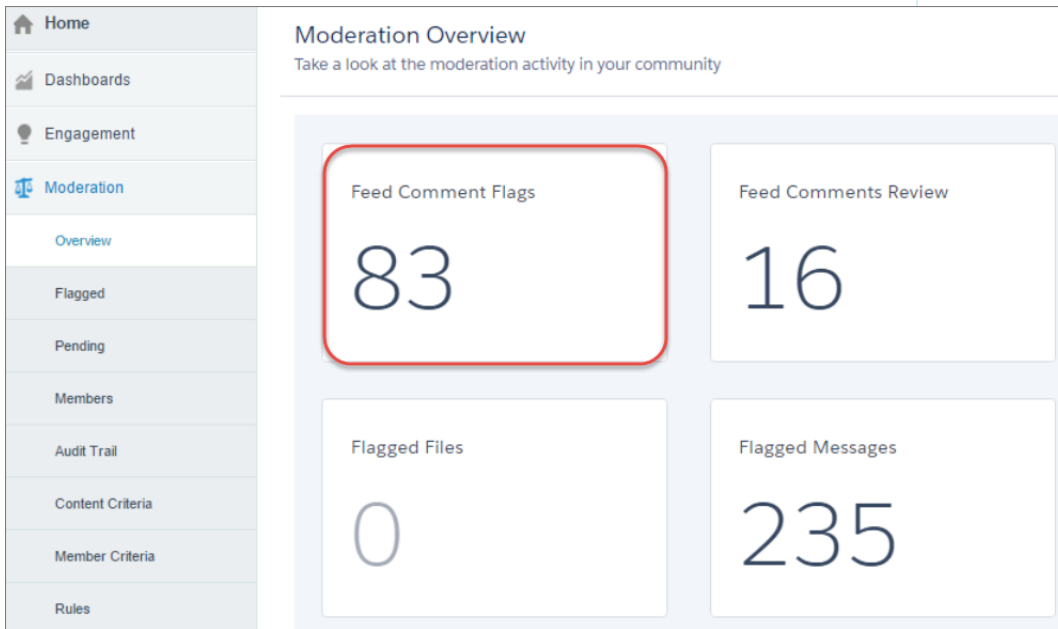 Home
Dashboards
Engagement
Moderation
Overview
Flagged
Pending
Members
Audit Trail
Content Criteria
Member Criteria
Rules
Moderation Overview
Take a look at the moderation activity in your community
Feed Comment Flags
83
Feed Comments Review
16
Flagged Files
0
Flagged Messages
235